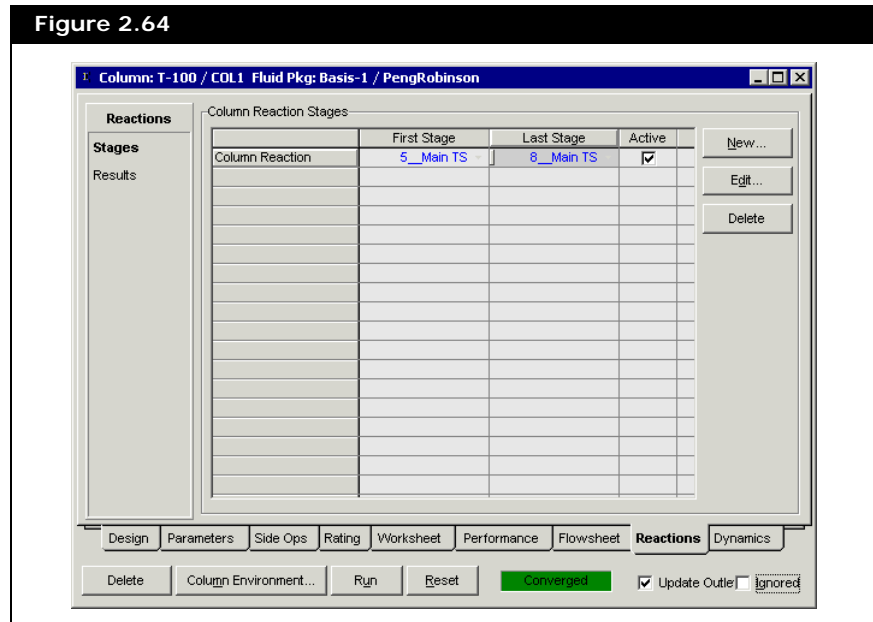 Figure 2.64
Column: T-100 / COL1 Fluid Pkg: Basis-1 / PengRobinson
Reactions
Stages
Results
Column Reaction Stages
First Stage Last Stage Active
Column Reaction 5__Main TS 8__Main TS
New...
Edit...
Delete
Design Parameters Side Ops Rating Worksheet Performance Flowsheet Reactions Dynamics
Delete Column Environment... Run Reset Converged Update Outle Ignored